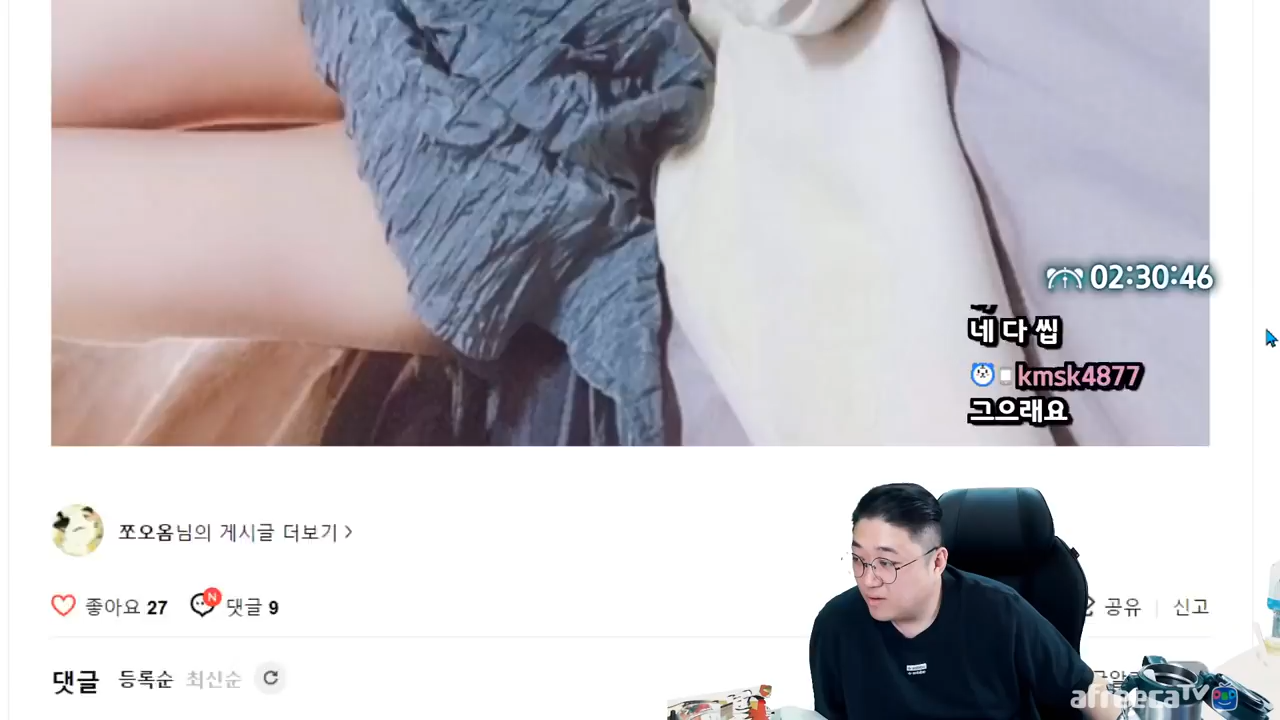 02:30:46
네 다 씹
kmsk4877
그으래요
쪼오옴님의 게시글 더보기 >
좋아요 27 N 댓글 9
공유 | 신고
댓글 등록순 최신순
afreecaTV